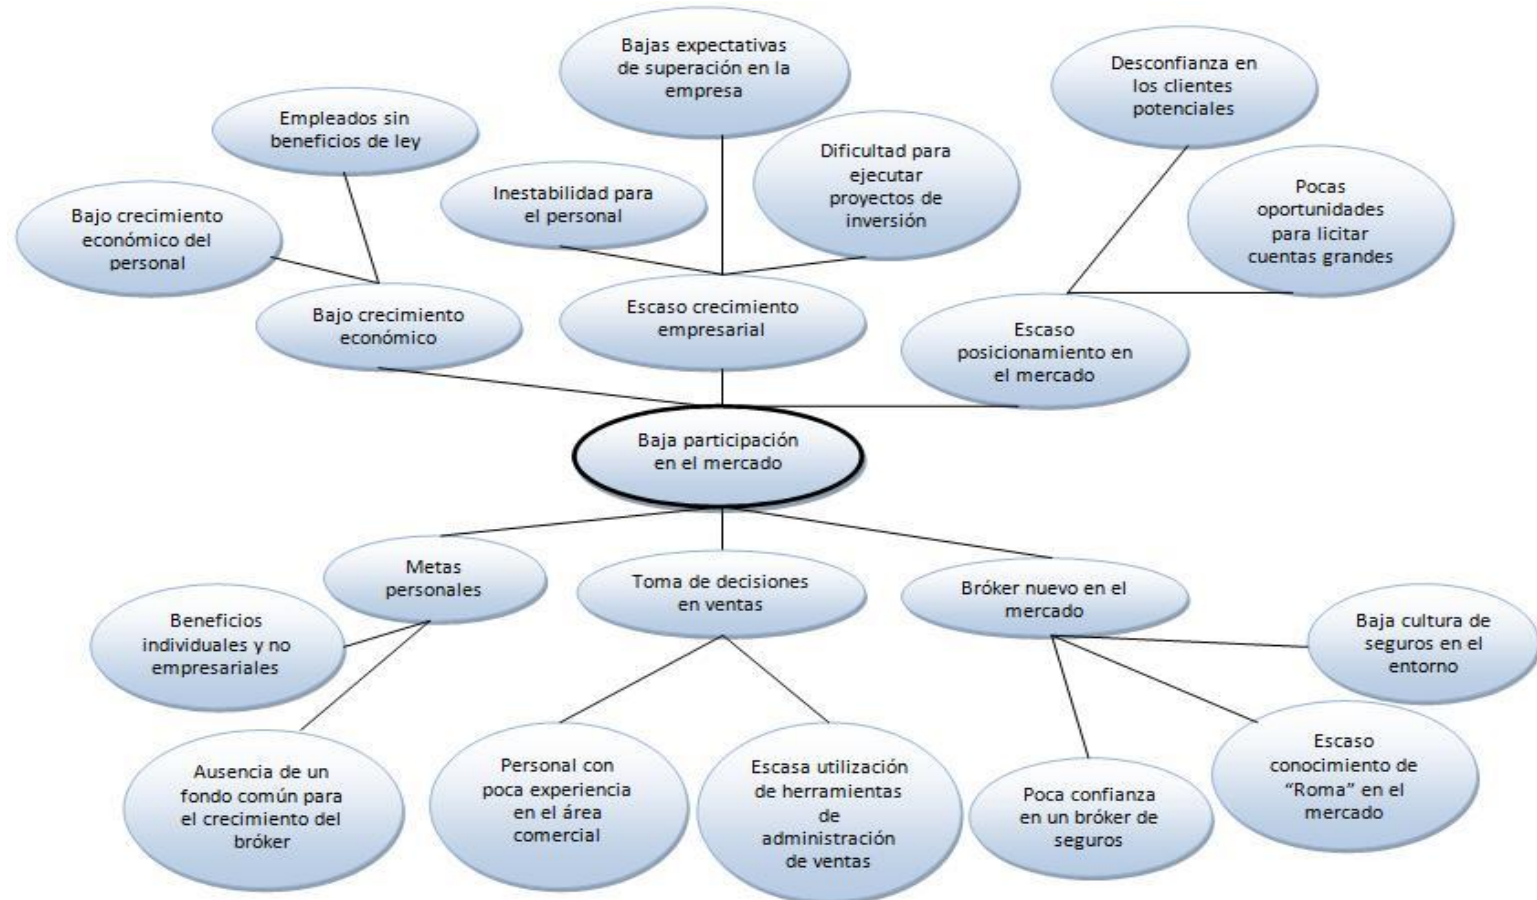 Bajas expectativas
de superación en la
empresa
Desconfianza en
los clientes
potenciales
Empleados sin
beneficios de ley
Dificultad para
ejecutar
proyectos de
inversión
Inestabilidad para
el personal
Pocas
oportunidades
para licitar
cuentas grandes
Bajo crecimiento
económico del
personal
Bajo crecimiento
económico
Escaso crecimiento
empresarial
Escaso
posicionamiento en
el mercado
Baja participación
en el mercado
Metas
personales
Toma de decisiones
en ventas
Bróker nuevo en el
mercado
Beneficios
individuales y no
empresariales
Baja cultura de
seguros en el
entorno
Ausencia de un
fondo común para
el crecimiento del
bróker
Personal con
poca experiencia
en el área
comercial
Escasa utilización
de herramientas
de
administración
de ventas
Poca confianza
en un bróker de
seguros
Escaso
conocimiento de
“Roma” en el
mercado